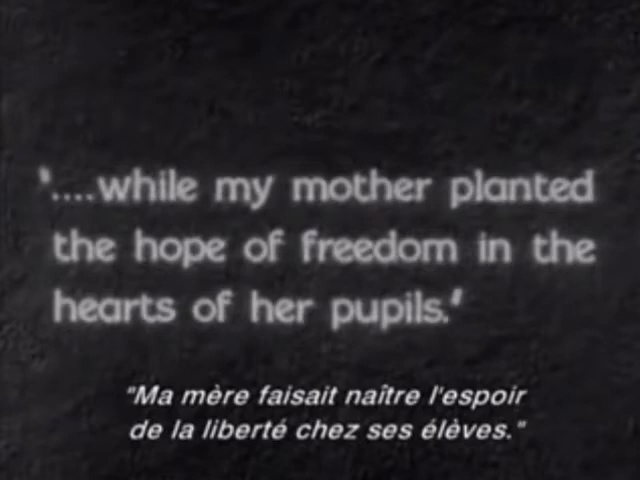 '....while my mother planted
the hope of freedom in the
hearts of her pupils.'
"Ma mère faisait naître l'espoir
de la liberté chez ses élèves."